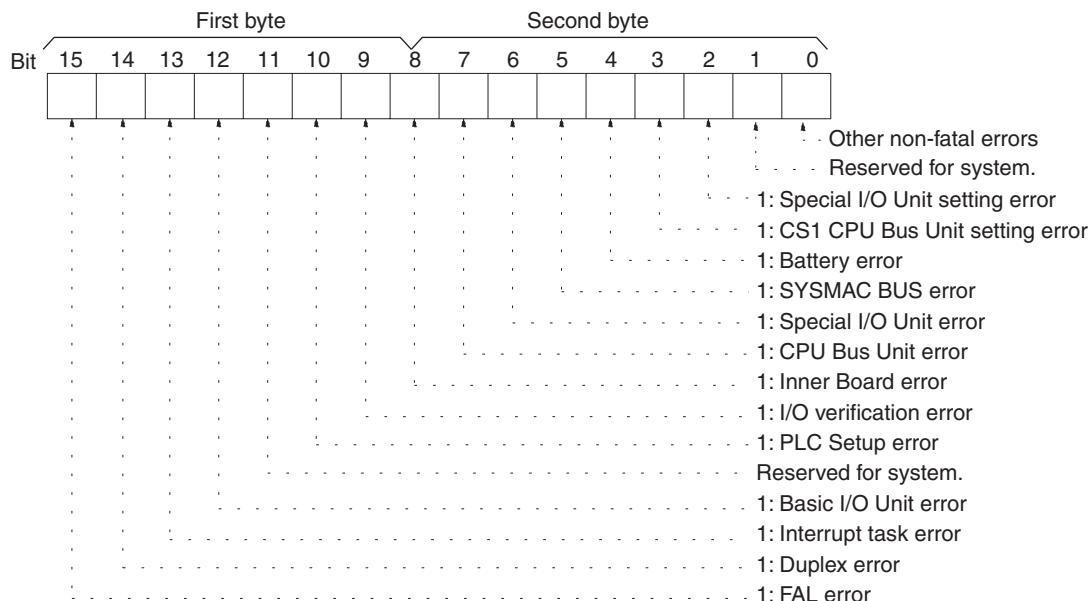 First byte Second byte
Bit 15 14 13 12 11 10 9 8 7 6 5 4 3 2 1 0
Other non-fatal errors
Reserved for system.
1: Special I/O Unit setting error
1: CS1 CPU Bus Unit setting error
1: Battery error
1: SYSMAC BUS error
1: Special I/O Unit error
1: CPU Bus Unit error
1: Inner Board error
1: I/O verification error
1: PLC Setup error
Reserved for system.
1: Basic I/O Unit error
1: Interrupt task error
1: Duplex error
1: FAL error